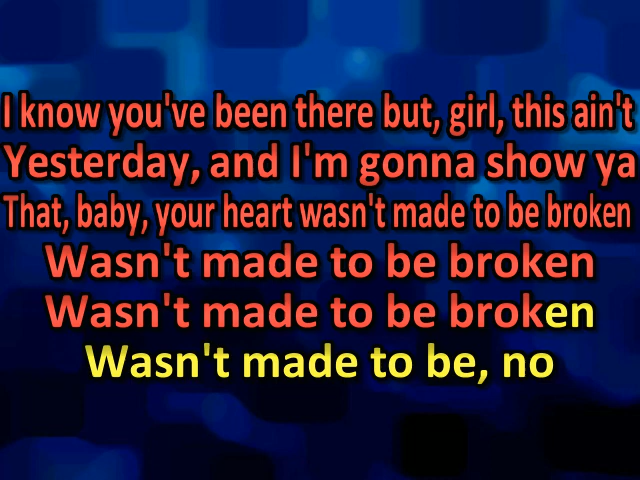 I know you've been there but, girl, this ain't
Yesterday, and I'm gonna show ya
That, baby, your heart wasn't made to be broken
Wasn't made to be broken
Wasn't made to be broken
Wasn't made to be, no